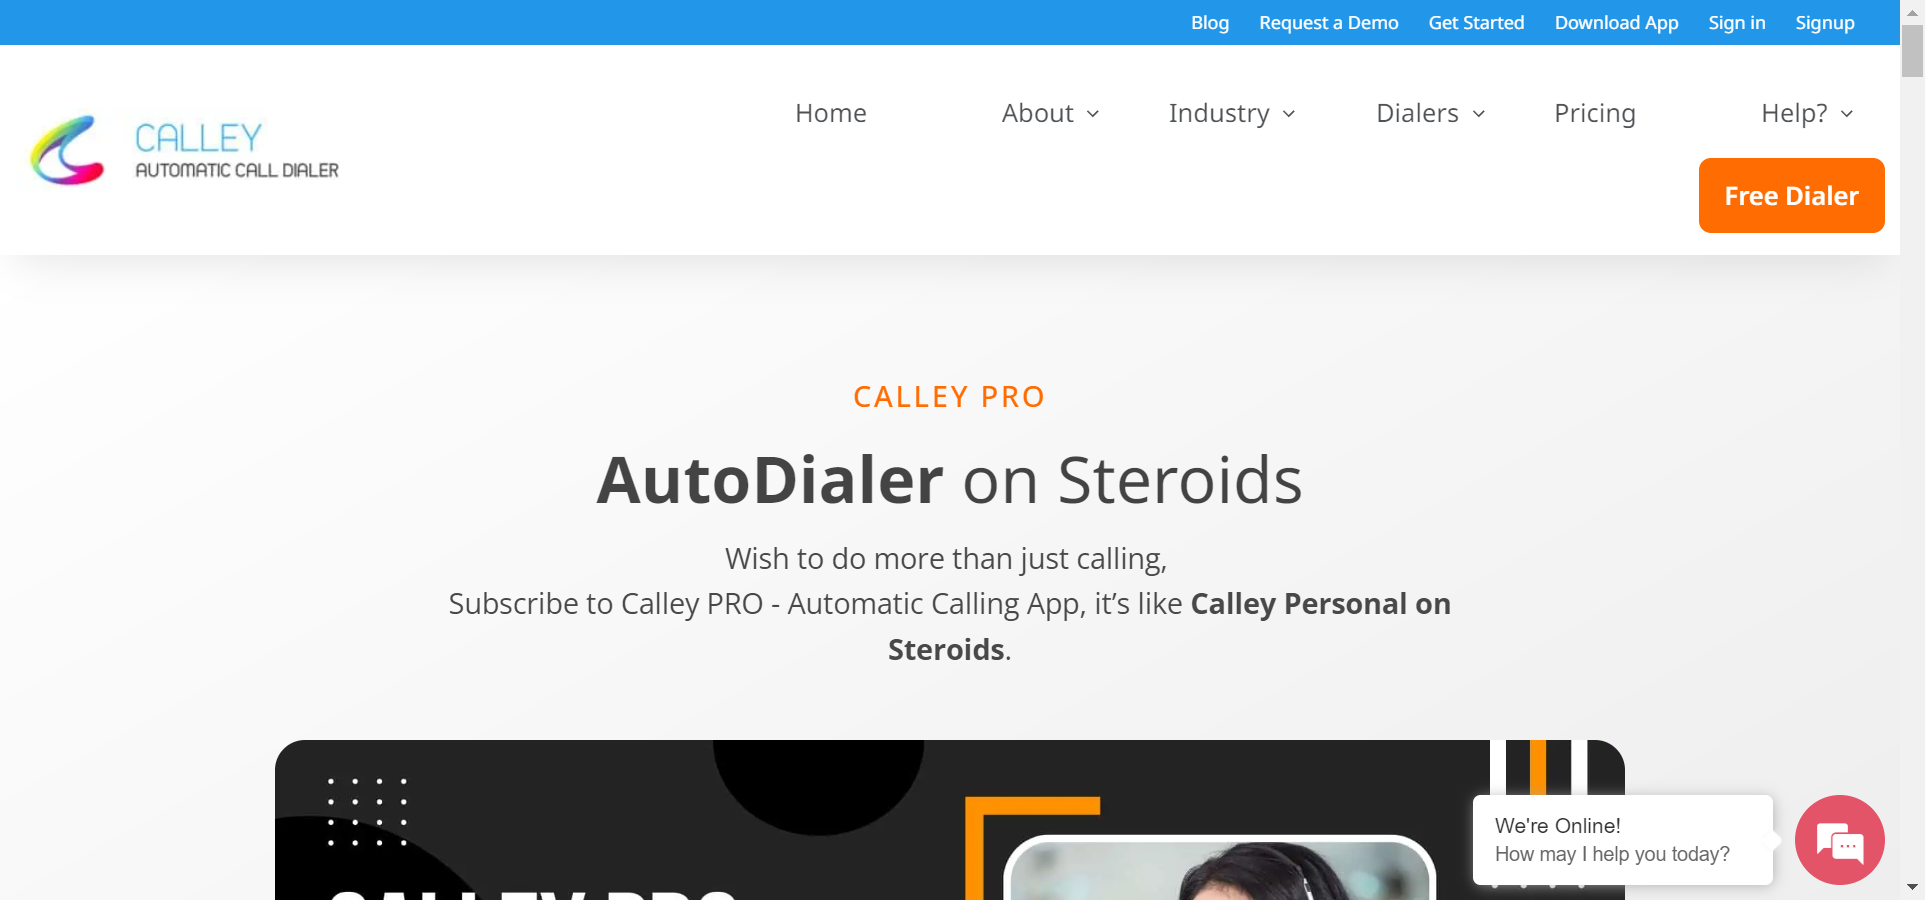 Blog Request a Demo Get Started Download App Sign in Signup
CALLEY
AUTOMATIC CALL DIALER
Home About Industry Dialers Pricing Help?
Free Dialer
CALLEY PRO
AutoDialer on Steroids
Wish to do more than just calling,
Subscribe to Calley PRO - Automatic Calling App, it’s like Calley Personal on
Steroids.
We're Online!
How may I help you today?
CALLEY PRO